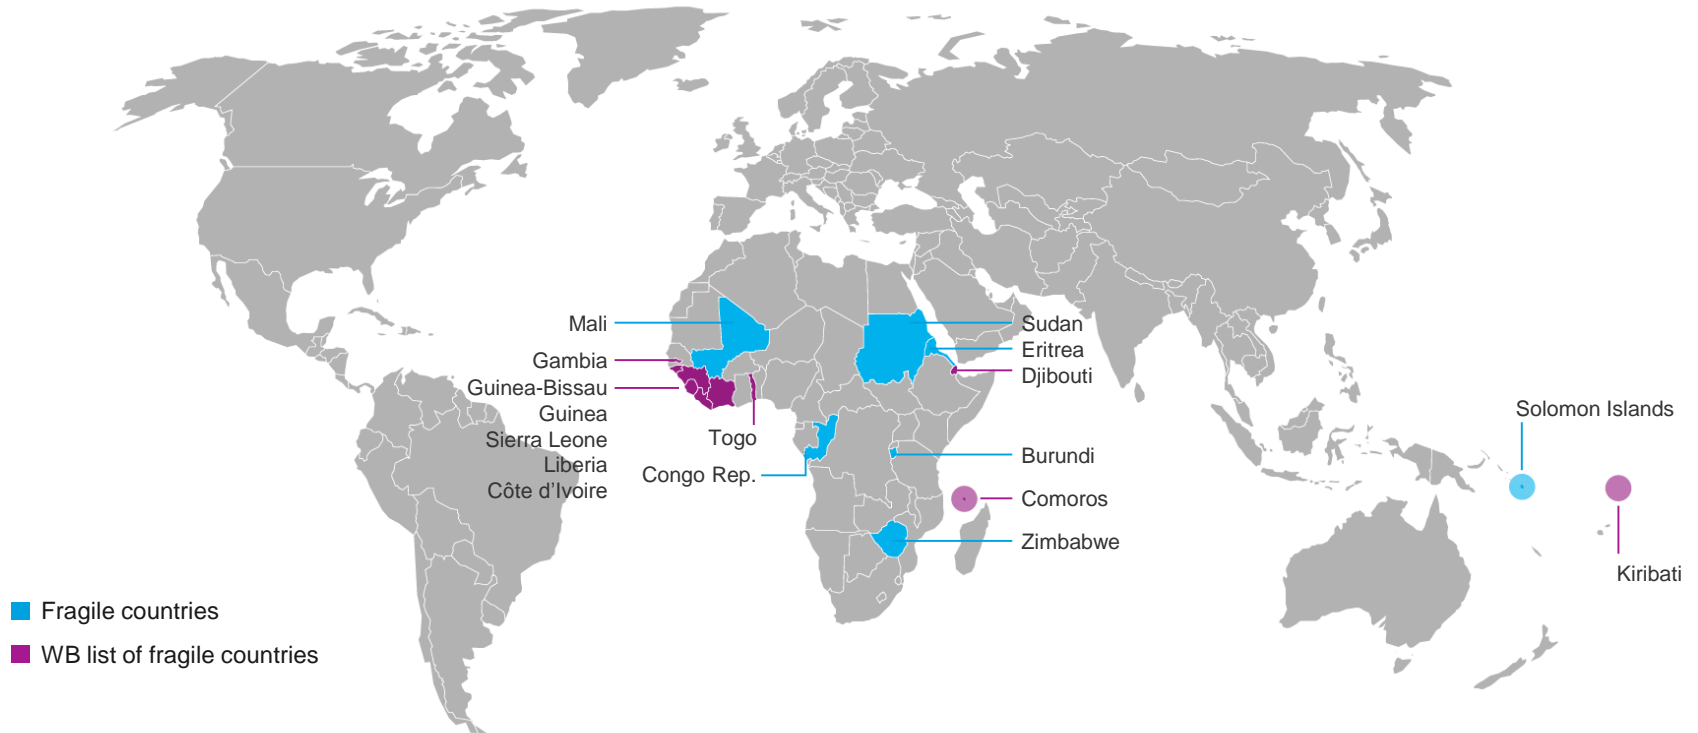 Mali
Gambia
Guinea-Bissau
Guinea
Sierra Leone
Liberia
Côte d'Ivoire
Togo
Congo Rep.
Sudan
Eritrea
Djibouti
Burundi
Comoros
Zimbabwe
Solomon Islands
Kiribati
Fragile countries
WB list of fragile countries